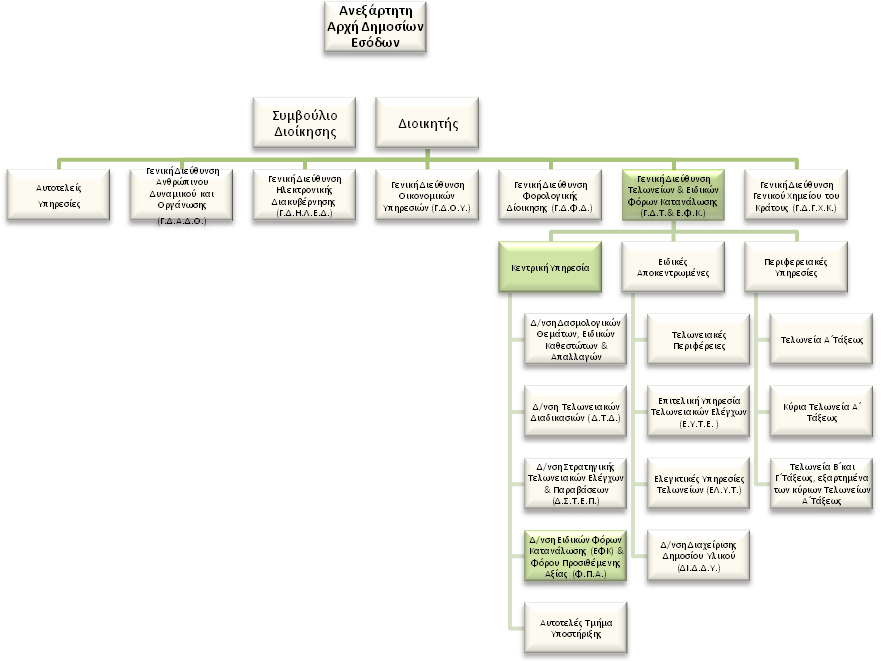 Ανεξάρτητη
Αρχή Δημοσίων
Εσόδων
Συμβούλιο
Διοίκησης
Διοικητής
Αυτοτελείς
Υπηρεσίες
Γενική Διεύθυνση
Ανθρώπινο
Δυναμικού και
Οργάνωσης
(Γ.Δ.Α.Δ.Ο.)
Γενική Διεύθυνση
Ηλεκτρονικής
Διακυβέρνησης
(Γ.Δ.Η.Λ.Ε.Δ.)
Γενική Διεύθυνση
Οικονομικών
Υπηρεσιών (Γ.Δ.Ο.Υ.)
Γενική Διεύθυνση
Φορολογικής
Διοίκησης (Γ.Δ.Φ.Δ.)
Γενική Διεύθυνση
Τελωνείων & Ειδικών
Φόρων Κατανάλωσης
(Γ.Δ.Τ.& Ε.Φ.Κ.)
Γενική Διεύθυνση
Γενικού Χημείου του
Κράτους (Γ.Δ.Γ.Χ.Κ.)
Κεντρική Υπηρεσία
Ειδικές
Αποκεντρωμένες
Περιφερειακές
Υπηρεσίες
Δ/νση Δασμολογικών
Θεμάτων, Ειδικών
Καθεστώτων &
Απαλλαγών
Τελωνειακές
Περιφέρειες
Τελωνεία Α΄Τάξεως
Δ/νση Τελωνειακών
Διαδικασιών (Δ.Τ.Δ.)
Επιτελική Υπηρεσία
Τελωνειακών Ελέγχων
(Ε.Υ.Τ.Ε. )
Κύρια Τελωνεία Α΄
Τάξεως
Δ/νση Στρατηγικής
Τελωνειακών Ελέγχων
& Παραβάσεων
(Δ.Σ.Τ.Ε.Π.)
Ελεγκτικές Υπηρεσίες
Τελωνείων (ΕΛ.Υ.Τ.)
Τελωνεία Β΄και
Γ΄Τάξεως, εξαρτημένα
των κύριων Τελωνείων
Α΄Τάξεως
Δ/νση Ειδικών Φόρων
Κατανάλωσης (ΕΦΚ) &
Φόρου Προσιθέμενης
Αξίας (Φ.Π.Α.)
Δ/νση Διαχείρισης
Δημοσίου Υλικού
(ΔΙ.Δ.Δ.Υ.)
Αυτοτελές Τμήμα
Υποστήριξης